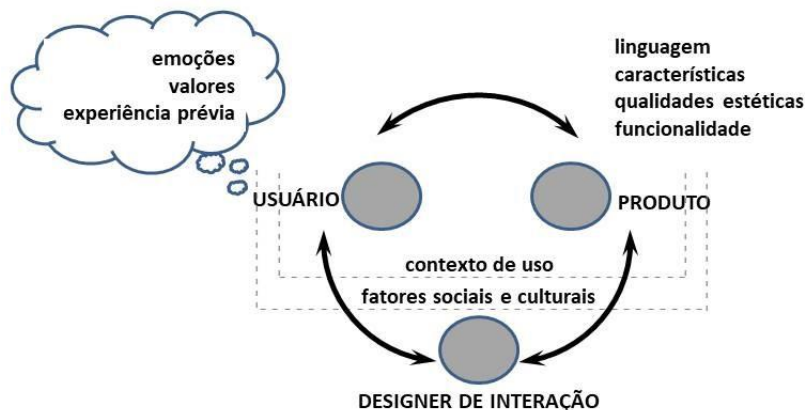 emoções
valores
experiência prévia
linguagem
características
qualidades estéticas
funcionalidade
USUÁRIO
PRODUTO
contexto de uso
fatores sociais e culturais
DESIGNER DE INTERAÇÃO